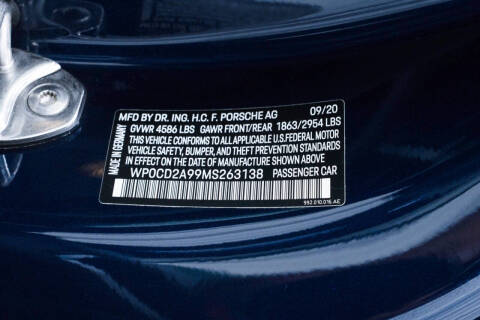 MFD BY DR. ING. H.C. F. PORSCHE AG 09/20
GVWR 4586 LBS GAWR FRONT/REAR 1863/2954 LBS
THIS VEHICLE CONFORMS TO ALL APPLICABLE U.S.FEDERAL MOTOR
VEHICLE SAFETY, BUMPER, AND THEFT PREVENTION STANDARDS
IN EFFECT ON THE DATE OF MANUFACTURE SHOWN ABOVE.
WP0CD2A99MS263138 PASSENGER CAR
MADE IN GERMANY
992.010.016 AE